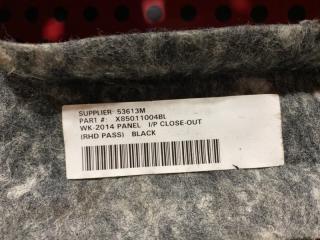 SUPPLIER: 53613M
PART #: X85011004BL
WK-2014 PANEL I/P CLOSE-OUT
(RHD PASS) BLACK